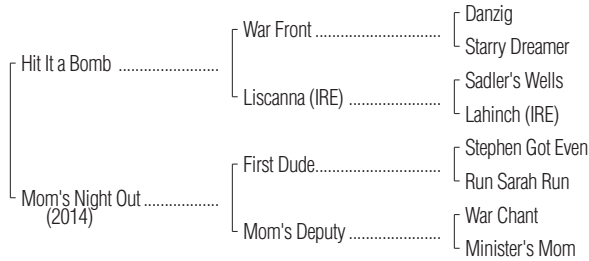 Hit It a Bomb ........................
War Front ..........................
Danzig
Starry Dreamer
Liscanna (IRE) ......................
Sadler's Wells
Lahinch (IRE)
Mom's Night Out ..................
(2014)
First Dude..............................
Stephen Got Even
Run Sarah Run
Mom's Deputy ......................
War Chant
Minister's Mom